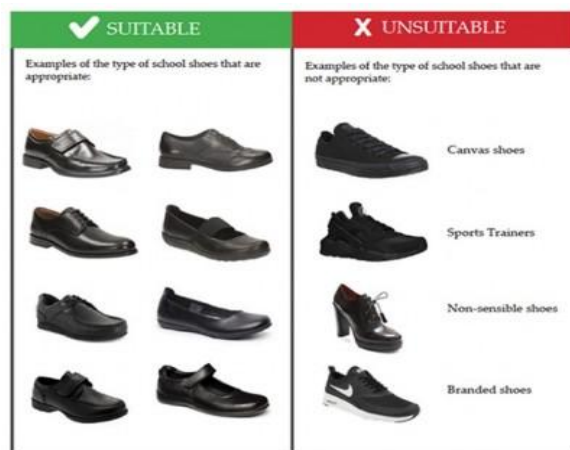 SUITABLE
Examples of the type of school shoes that are
appropriate:
UNSUITABLE
Examples of the type of school shoes that are
not appropriate:
Canvas shoes
Sports Trainers
Non-sensible shoes
Branded shoes